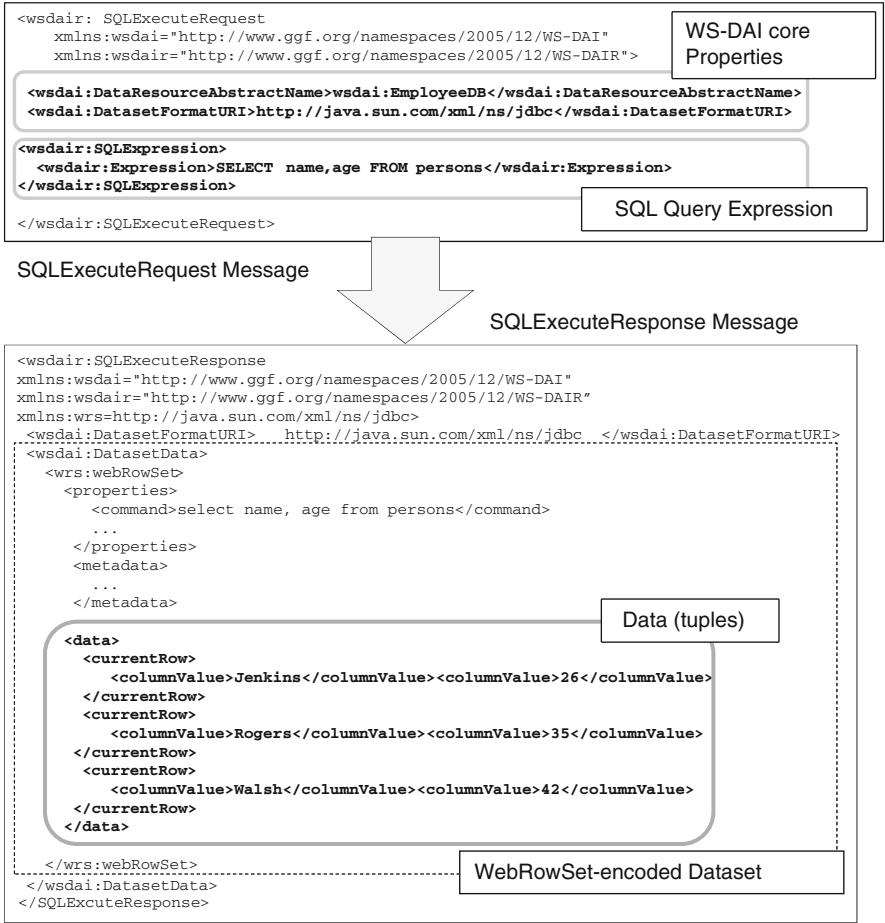 <wsdair: SQLExecuteRequest
xmlns:wsdai="http://www.ggf.org/namespaces/2005/12/WS-DAI"
xmlns:wsdair="http://www.ggf.org/namespaces/2005/12/WS-DAIR">
WS-DAI core
Properties
<wsdai:DataResourceAbstractName>wsdai:EmployeeDB</wsdai:DataResourceAbstractName>
<wsdai:DatasetFormatURI>http://java.sun.com/xml/ns/jdbc</wsdai:DatasetFormatURI>
<wsdair:SQLExpression>
<wsdair:Expression>SELECT name,age FROM persons</wsdair:Expression>
</wsdair:SQLExpression>
SQL Query Expression
</wsdair:SQLExecuteRequest>
SQLExecuteRequest Message
SQLExecuteResponse Message
<wsdair:SQLExecuteResponse
xmlns:wsdai="http://www.ggf.org/namespaces/2005/12/WS-DAI"
xmlns:wsdair="http://www.ggf.org/namespaces/2005/12/WS-DAIR”
xmlns:wrs=http://java.sun.com/xml/ns/jdbc>
<wsdai:DatasetFormatURI> http://java.sun.com/xml/ns/jdbc </wsdai:DatasetFormatURI>
<wsdai:DatasetData>
<wrs:webRowSet>
<properties>
<command>select name, age from persons</command>
...
</properties>
<metadata>
...
</metadata>
Data (tuples)
<data>
<currentRow>
<columnValue>Jenkins</columnValue><columnValue>26</columnValue>
</currentRow>
<currentRow>
<columnValue>Rogers</columnValue><columnValue>35</columnValue>
</currentRow>
<currentRow>
<columnValue>Walsh</columnValue><columnValue>42</columnValue>
</currentRow>
</data>
</wrs:webRowSet>
WebRowSet-encoded Dataset
</wsdai:DatasetData>
</SQLExcuteResponse>